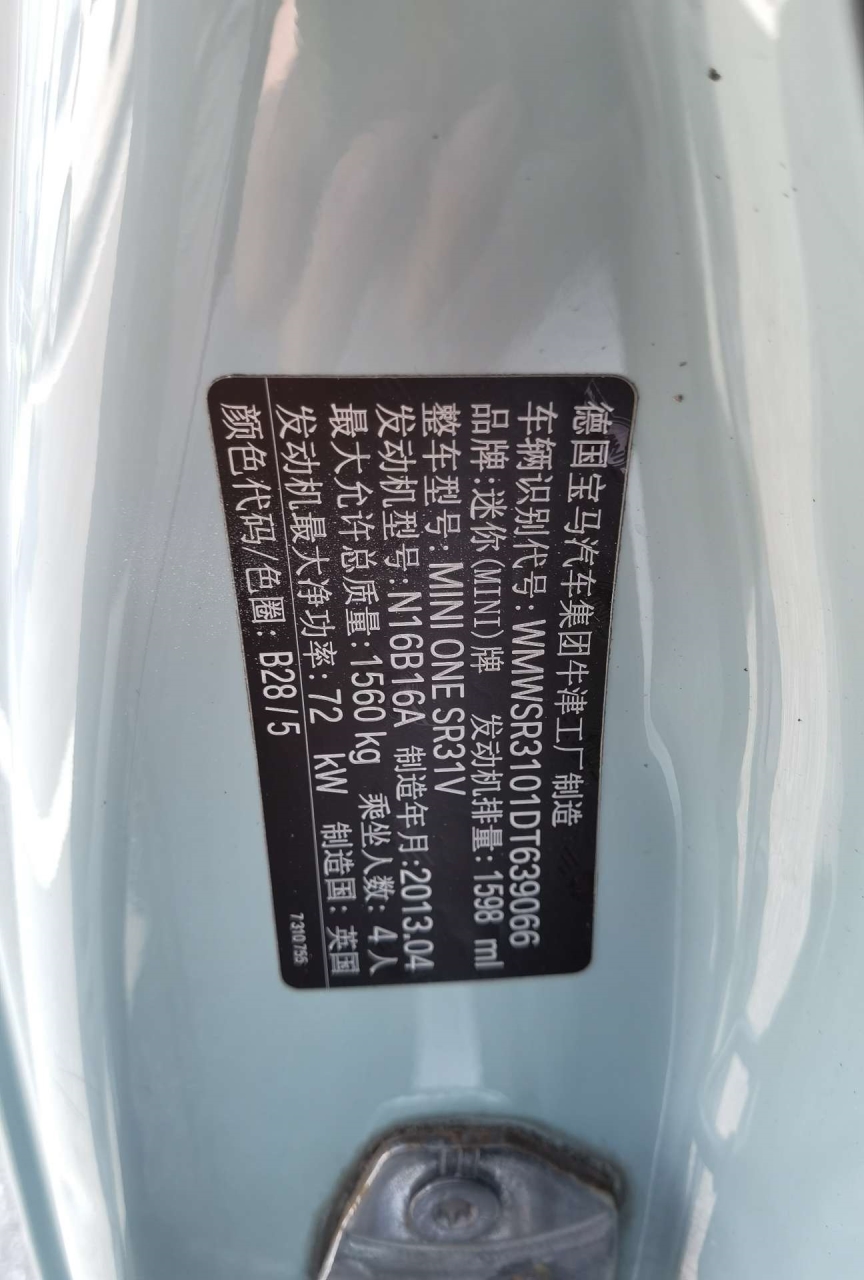 德国宝马汽车集团牛津工厂制造
车辆识别代号: WMWSR3101DT639066
品牌:迷你(MINI)牌 发动机排量: 1598 ml
整车型号: MINI ONE SR31V
发动机型号: N16B16A 制造年月:2013.04
最大允许总质量:1560 kg 乘坐人数: 4人
发动机最大净功率: 72 kW 制造国: 英国
颜色代码/色圈: B28 / 5
7 310 755